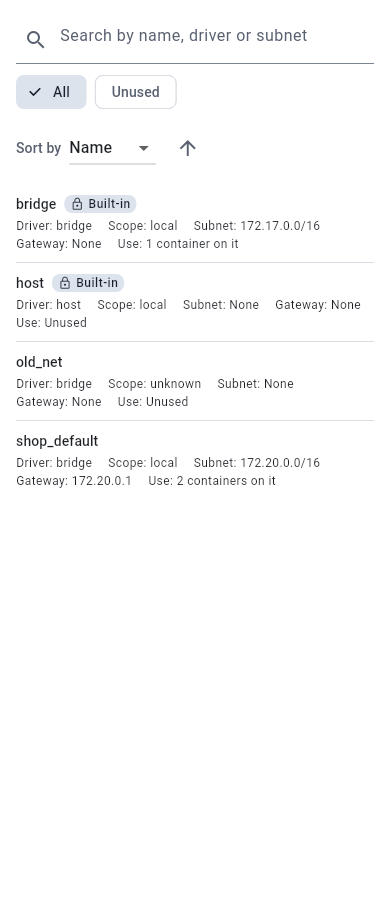 Search by name, driver or subnet
All Unused
Sort by Name
bridge Built-in
Driver: bridge Scope: local Subnet: 172.17.0.0/16
Gateway: None Use: 1 container on it
host Built-in
Driver: host Scope: local Subnet: None Gateway: None
Use: Unused
old_net
Driver: bridge Scope: unknown Subnet: None
Gateway: None Use: Unused
shop_default
Driver: bridge Scope: local Subnet: 172.20.0.0/16
Gateway: 172.20.0.1 Use: 2 containers on it